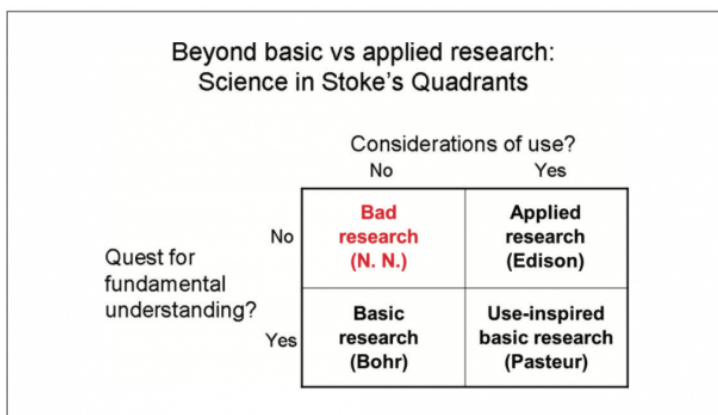 Beyond basic vs applied research:
Science in Stoke's Quadrants
Considerations of use?
No Yes
Bad
research
(N. N.)
Applied
research
(Edison)
No
Quest for
fundamental
understanding?
Yes
Basic
research
(Bohr)
Use-inspired
basic research
(Pasteur)